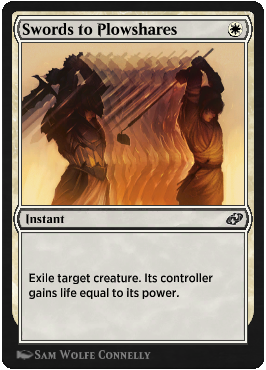 Swords to Plowshares
Instant
Exile target creature. Its controller
gains life equal to its power.
Sam Wolfe Connelly